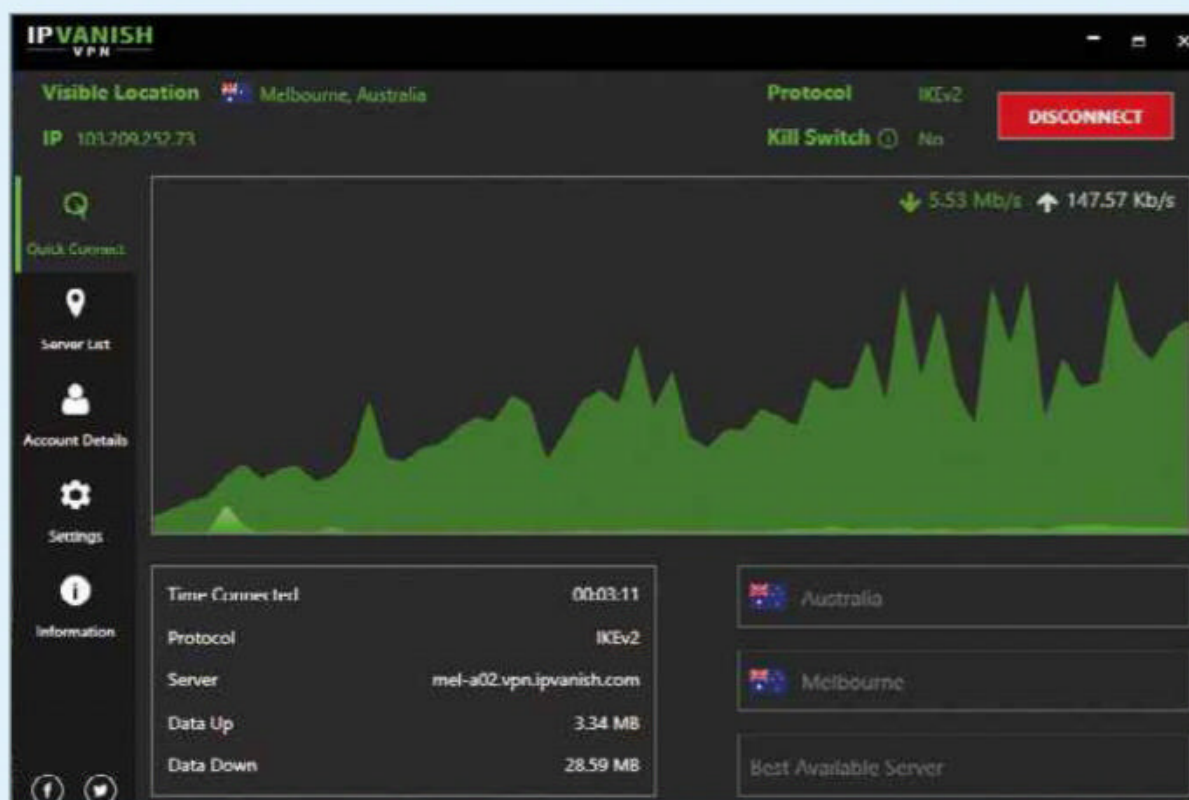 IPVANISH
VPN
Visible Location Melbourne, Australia
Protocol IKEv2
DISCONNECT
IP 103.209.252.73
Kill Switch No
5.53 Mb/s 147.57 Kb/s
Quick Connect
Server List
Account Details
Settings
Information
Time Connected 00:03:11
Protocol IKEv2
Server mel-a02.vpn.ipvanish.com
Data Up 3.34 MB
Data Down 28.59 MB
Australia
Melbourne
Best Available Server